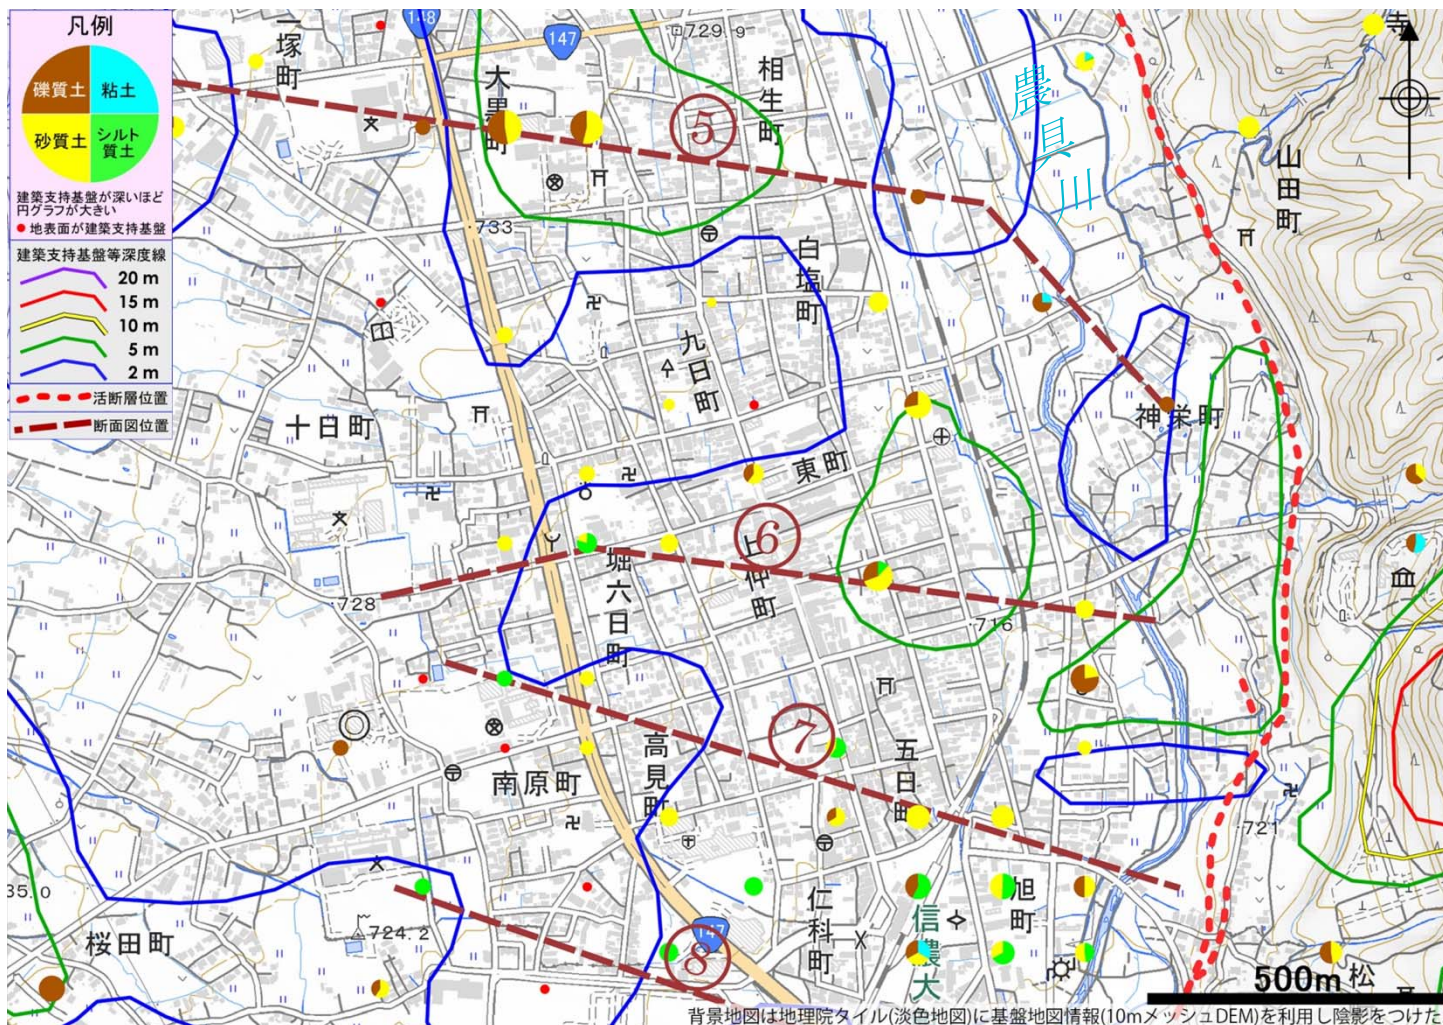 凡例
礫質土
粘土
砂質土
シルト
質土
建築支持基盤が深いほど
円グラフが大きい
地表面が建築支持基盤
建築支持基盤等深度線
20 m
15 m
10 m
5 m
2 m
活断層位置
断面図位置
148
147
729
9
寺
二塚町
大黒町
相生町
農具川
山田町
5
733
白塩町
九日町
十日町
神栄町
東町
6
上仲町
堀六日町
728
716
7
五日町
高見町
南原町
721
35.0
724.2
桜田町
仁科町
旭町
信濃大
147
8
松
500m
背景地図は地理院タイル(淡色地図)に基盤地図情報(10mメッシュDEM)を利用し陰影をつけた